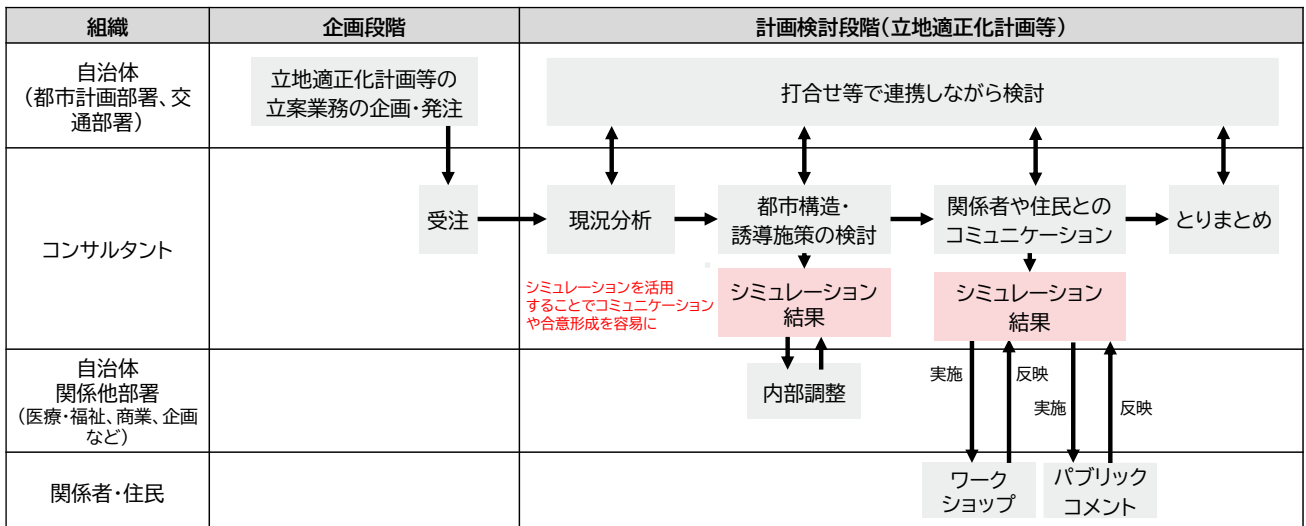 組織
企画段階
計画検討段階(立地適正化計画等)
自治体
(都市計画部署、交
通部署)
立地適正化計画等の
立案業務の企画・発注
打合せ等で連携しながら検討
コンサルタント
受注
現況分析
都市構造・
誘導施策の検討
関係者や住民との
コミュニケーション
とりまとめ
シミュレーションを活用
することでコミュニケーション
や合意形成を容易に
シミュレーション
結果
シミュレーション
結果
自治体
関係他部署
(医療・福祉、商業、企画
など)
内部調整
実施
反映
実施
反映
関係者・住民
ワーク
ショップ
パブリック
コメント